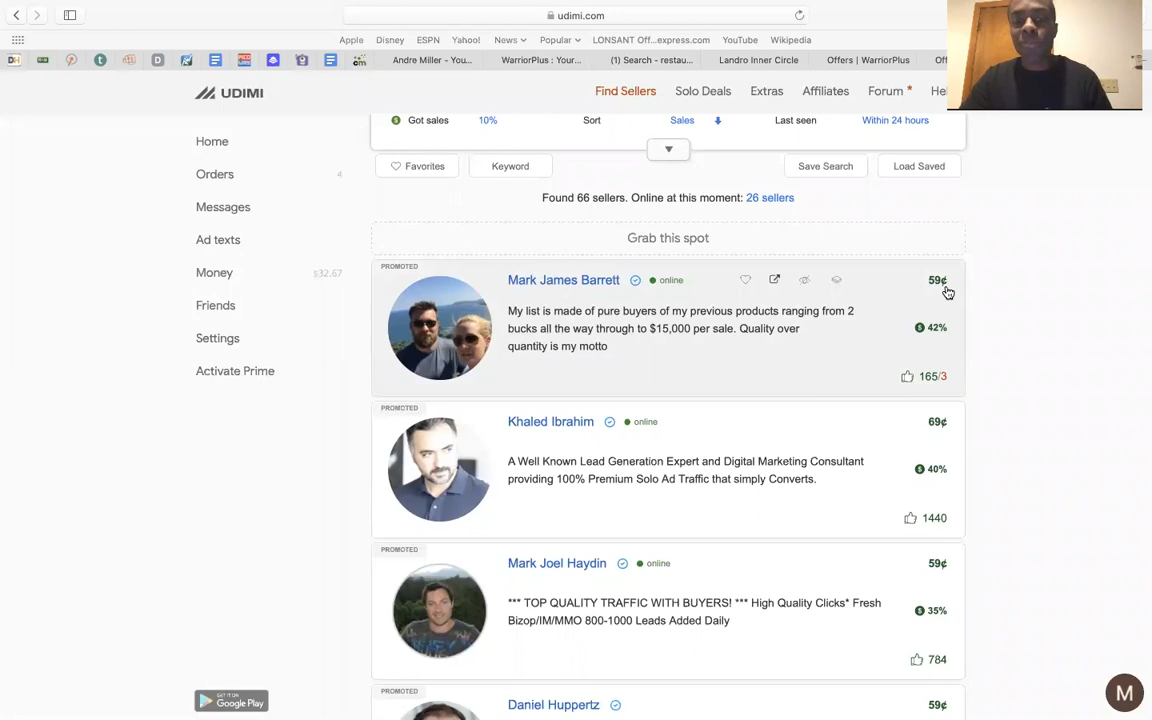 udimi.com
Apple Disney ESPN Yahoo! News Popular LONSANT Off...express.com YouTube Wikipedia
Andre Miller - You... WarriorPlus : Your... (1) Search - restau... Landro Inner Circle Offers | WarriorPlus Off
UDIMI Find Sellers Solo Deals Extras Affiliates Forum * Hel
Got sales 10% Sort Sales Last seen Within 24 hours
Favorites Keyword Save Search Load Saved
Found 66 sellers. Online at this moment: 26 sellers
Grab this spot
Home
Orders 4
Messages
Ad texts
Money $32.67
Friends
Settings
Activate Prime
GET IT ON
Google Play
PROMOTED
Mark James Barrett online 59¢
My list is made of pure buyers of my previous products ranging from 2
bucks all the way through to $15,000 per sale. Quality over
quantity is my motto
$ 42%
165/3
PROMOTED
Khaled Ibrahim online 69¢
A Well Known Lead Generation Expert and Digital Marketing Consultant
providing 100% Premium Solo Ad Traffic that simply Converts.
$ 40%
1440
PROMOTED
Mark Joel Haydin online 59¢
*** TOP QUALITY TRAFFIC WITH BUYERS! *** High Quality Clicks* Fresh
Bizop/IM/MMO 800-1000 Leads Added Daily
$ 35%
784
PROMOTED
Daniel Huppertz 59¢
M